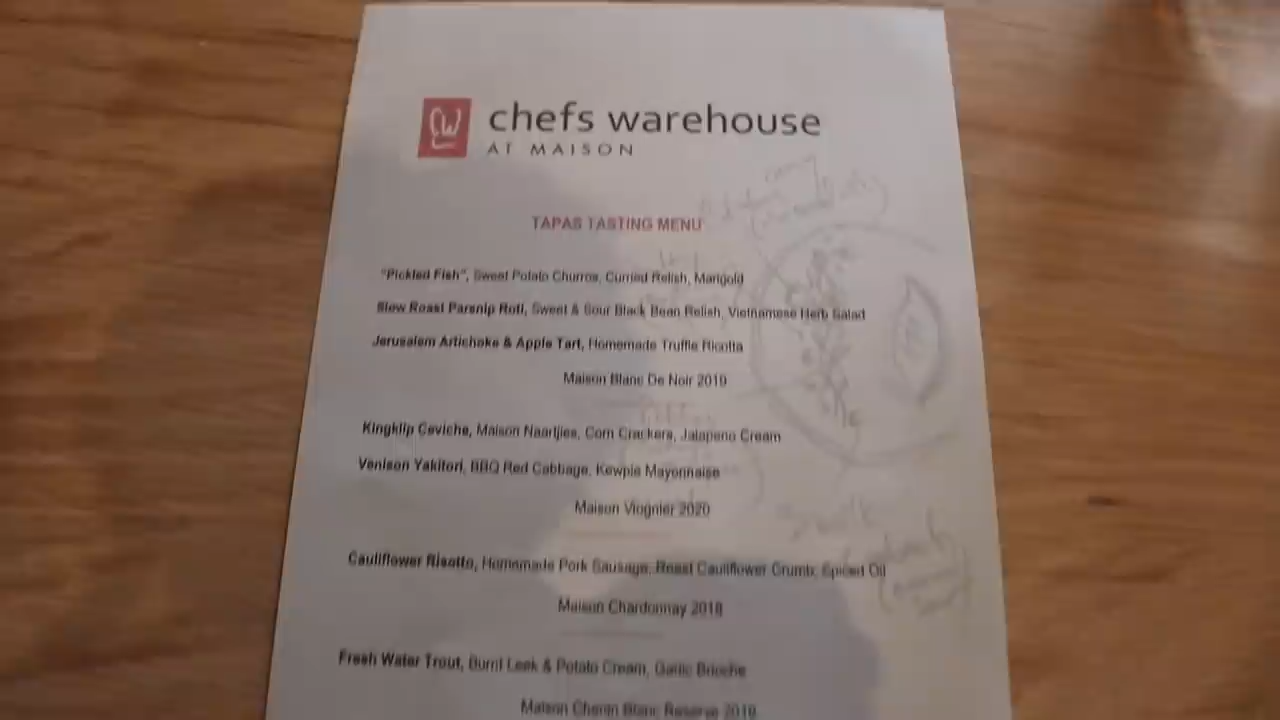 chefs warehouse
AT MAISON
TAPAS TASTING MENU
"Pickled Fish", Sweet Potato Churros, Curried Relish, Marigold
Slow Roast Parsnip Roti, Sweet & Sour Black Bean Relish, Vietnamese Herb Salad
Jerusalem Artichoke & Apple Tart, Homemade Truffle Ricotta
Maison Blanc De Noir 2019
Kingklip Ceviche, Maison Naartjies, Corn Crackers, Jalapeno Cream
Venison Yakitori, BBQ Red Cabbage, Kewpie Mayonnaise
Maison Viognier 2020
Cauliflower Risotto, Homemade Pork Sausage, Roast Cauliflower Crumb, Spiced Oil
Maison Chardonnay 2018
Fresh Water Trout, Burnt Leek & Potato Cream, Garlic Brioche
Maison Chenin Blanc Reserve 2019